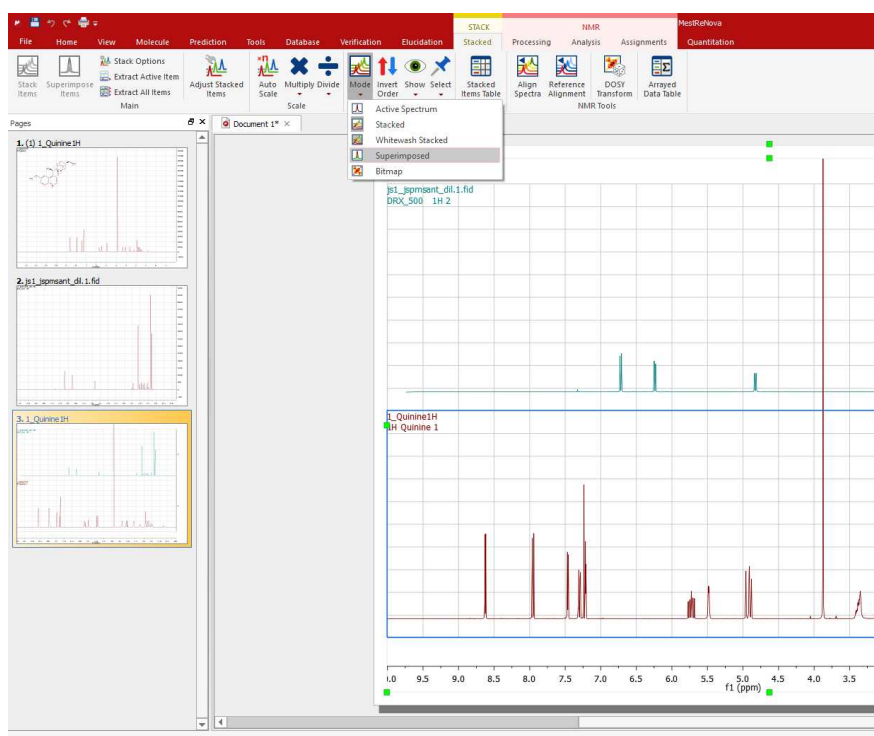 STACK NMR MestReNova
File Home View Molecule Prediction Tools Database Verification Elucidation Stacked Processing Analysis Assignments Quantitation
Stack Items
Superimpose Items
Stack Options
Extract Active Item
Extract All Items
Main
Adjust Stacked Items
Auto Scale
Multiply
Divide
Scale
Mode
Invert Order
Show
Select
Stacked Items Table
Align Spectra
Reference Alignment
DOSY Transform
Arrayed Data Table
NMR Tools
Active Spectrum
Stacked
Whitewash Stacked
Superimposed
Bitmap
Pages
Document 1*
1. (1) 1_Quinine1H
2. js1_jspmsant_dil.1.fid
3. 1_Quinine1H
js1_jspmsant_dil.1.fid
DRX_500 1H 2
1_Quinine1H
1H Quinine 1
.0 9.5 9.0 8.5 8.0 7.5 7.0 6.5 6.0 5.5 5.0 4.5 4.0 3.5
f1 (ppm)